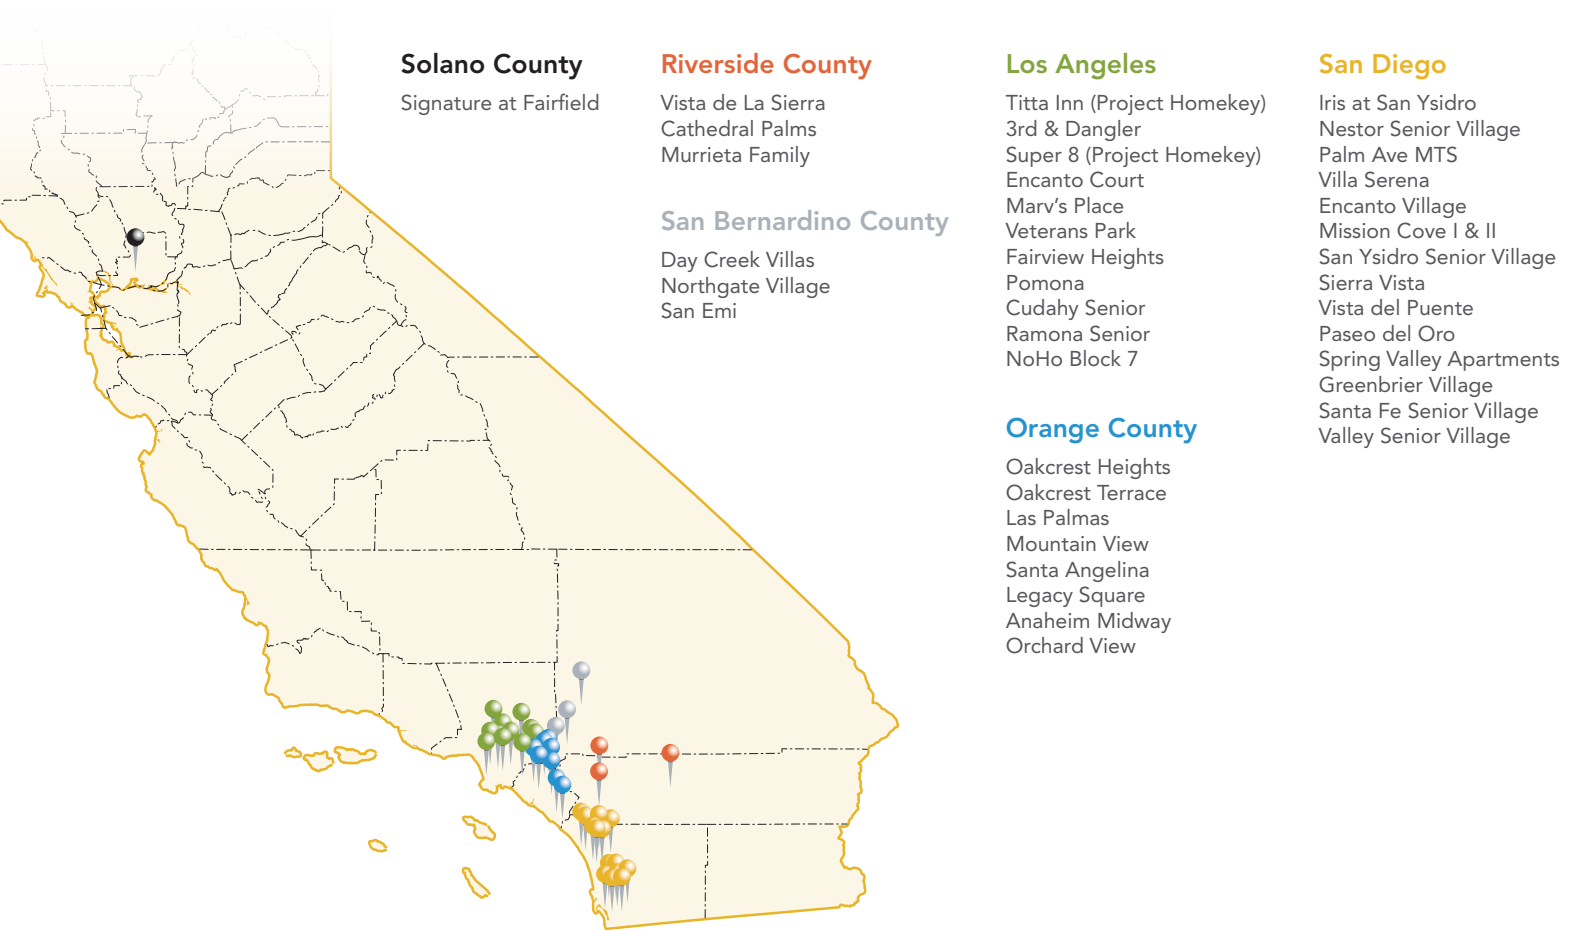 Solano County
Signature at Fairfield
Riverside County
Vista de La Sierra
Cathedral Palms
Murrieta Family
San Bernardino County
Day Creek Villas
Northgate Village
San Emi
Los Angeles
Titta Inn (Project Homekey)
3rd & Dangler
Super 8 (Project Homekey)
Encanto Court
Marv’s Place
Veterans Park
Fairview Heights
Pomona
Cudahy Senior
Ramona Senior
NoHo Block 7
Orange County
Oakcrest Heights
Oakcrest Terrace
Las Palmas
Mountain View
Santa Angelina
Legacy Square
Anaheim Midway
Orchard View
San Diego
Iris at San Ysidro
Nestor Senior Village
Palm Ave MTS
Villa Serena
Encanto Village
Mission Cove I & II
San Ysidro Senior Village
Sierra Vista
Vista del Puente
Paseo del Oro
Spring Valley Apartments
Greenbrier Village
Santa Fe Senior Village
Valley Senior Village